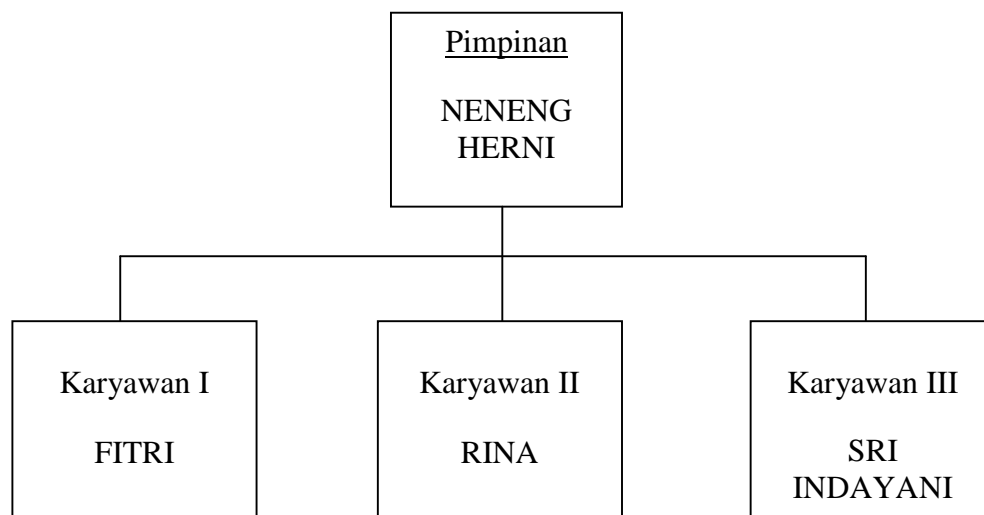 Pimpinan
NENENG
HERNI
Karyawan I
FITRI
Karyawan II
RINA
Karyawan III
SRI
INDAYANI